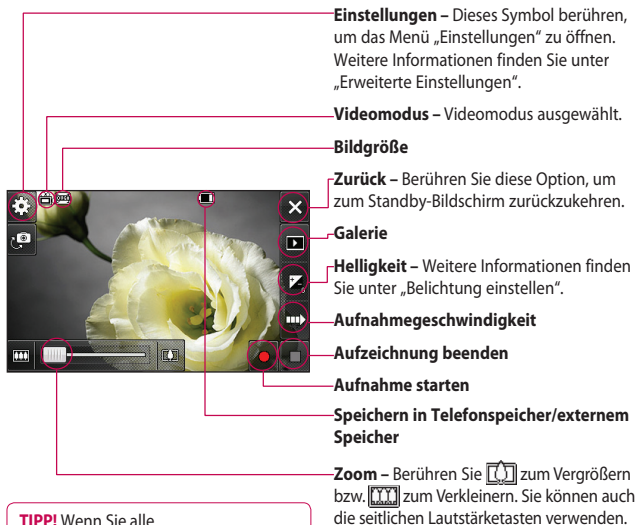 Einstellungen – Dieses Symbol berühren,
um das Menü „Einstellungen“ zu öffnen.
Weitere Informationen finden Sie unter
„Erweiterte Einstellungen“.
Videomodus – Videomodus ausgewählt.
Bildgröße
Zurück – Berühren Sie diese Option, um
zum Standby-Bildschirm zurückzukehren.
Galerie
Helligkeit – Weitere Informationen finden
Sie unter „Belichtung einstellen“.
Aufnahmegeschwindigkeit
Aufzeichnung beenden
Aufnahme starten
Speichern in Telefonspeicher/externem
Speicher
Zoom – Berühren Sie zum Vergrößern
bzw. zum Verkleinern. Sie können auch
die seitlichen Lautstärketasten verwenden.
TIPP! Wenn Sie alle